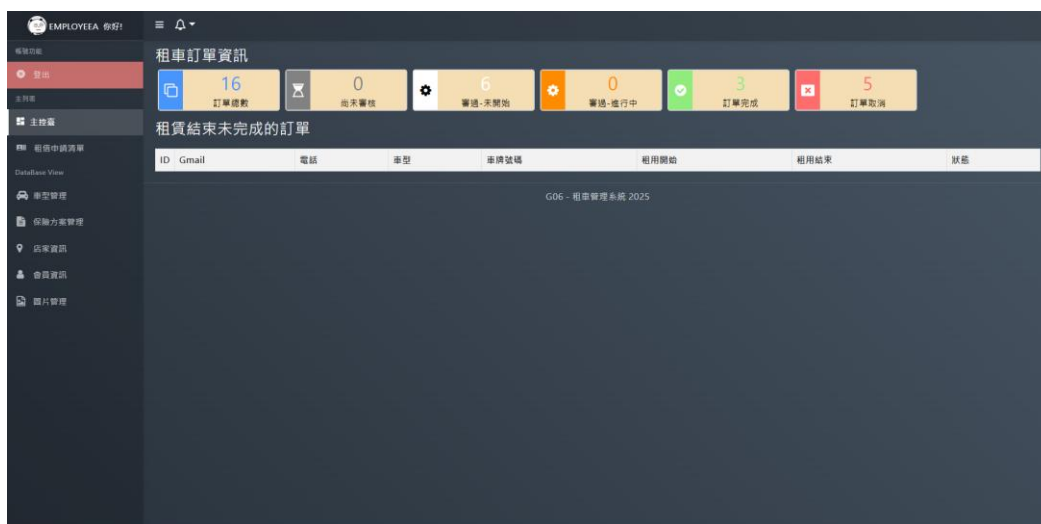 EMPLOYEEA 你好!
帳號功能
登出
主列表
主控臺
租借申請清單
DataBase View
車型管理
保險方案管理
店家資訊
會員資訊
圖片管理
租車訂單資訊
16
訂單總數
0
尚未審核
6
審過-未開始
0
審過-進行中
3
訂單完成
5
訂單取消
租賃結束未完成的訂單
ID Gmail 電話 車型 車牌號碼 租用開始 租用結束 狀態
G06 - 租車管理系統 2025